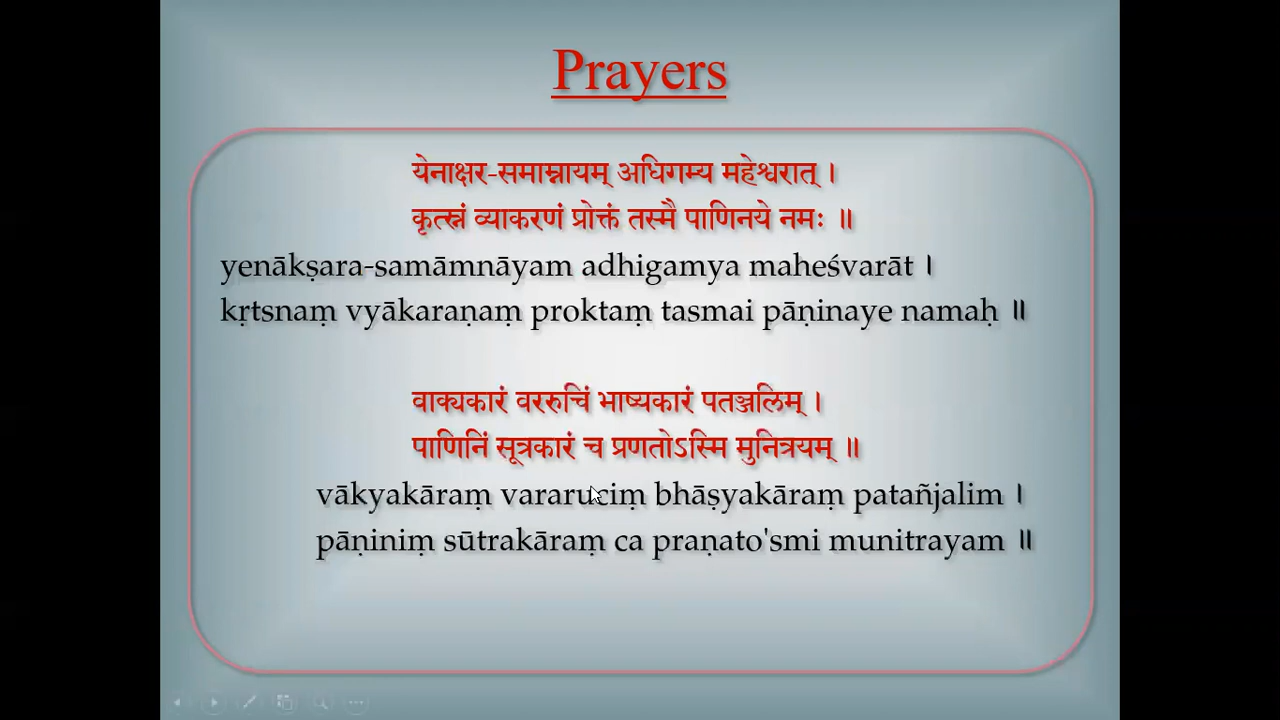 Prayers
येनाक्षर-समाम्नायम् अधिगम्य महेश्वरात् ।
कृत्स्नं व्याकरणं प्रोक्तं तस्मै पाणिनये नमः ॥
yenākṣara-samāmnāyam adhigamya maheśvarāt ।
kṛtsnaṃ vyākaraṇaṃ proktaṃ tasmai pāṇinaye namaḥ ॥
वाक्यकारं वररुचिं भाष्यकारं पतञ्जलिम् ।
पाणिनिं सूत्रकारं च प्रणतोऽस्मि मुनित्रयम् ॥
vākyakāraṃ vararuciṃ bhāṣyakāraṃ patañjalim ।
pāṇiniṃ sūtrakāraṃ ca praṇato'smi munitrayam ॥